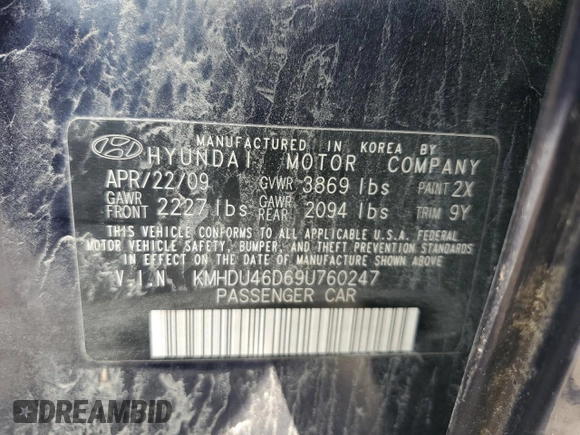 MANUFACTURED IN KOREA BY
HYUNDAI MOTOR COMPANY
APR/22/09 GVWR 3869 lbs PAINT 2X
GAWR FRONT 2227 lbs GAWR REAR 2094 lbs TRIM 9Y
THIS VEHICLE CONFORMS TO ALL APPLICABLE U.S.A. FEDERAL
MOTOR VEHICLE SAFETY, BUMPER, AND THEFT PREVENTION STANDARDS
IN EFFECT ON THE DATE OF MANUFACTURE SHOWN ABOVE.
V.I.N. KMHDU46D69U760247
PASSENGER CAR
DREAMBID